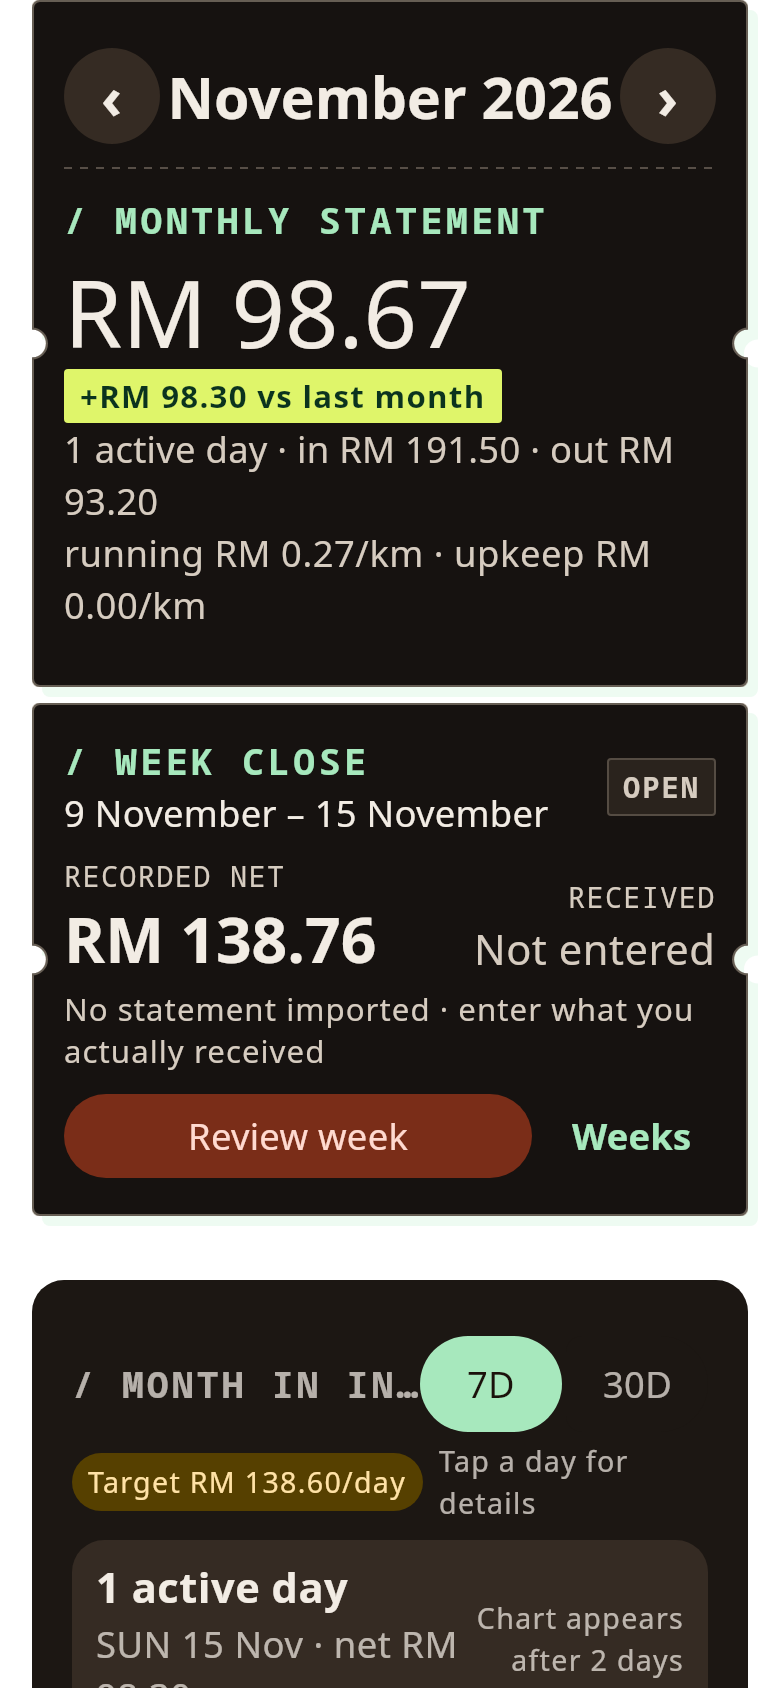 ‹ November 2026 ›
/ MONTHLY STATEMENT
RM 98.67
+RM 98.30 vs last month
1 active day · in RM 191.50 · out RM
93.20
running RM 0.27/km · upkeep RM
0.00/km
/ WEEK CLOSE
9 November – 15 November
OPEN
RECORDED NET
RM 138.76
RECEIVED
Not entered
No statement imported · enter what you
actually received
Review week
Weeks
/ MONTH IN IN…
7D
30D
Target RM 138.60/day
Tap a day for
details
1 active day
SUN 15 Nov · net RM
Chart appears
after 2 days